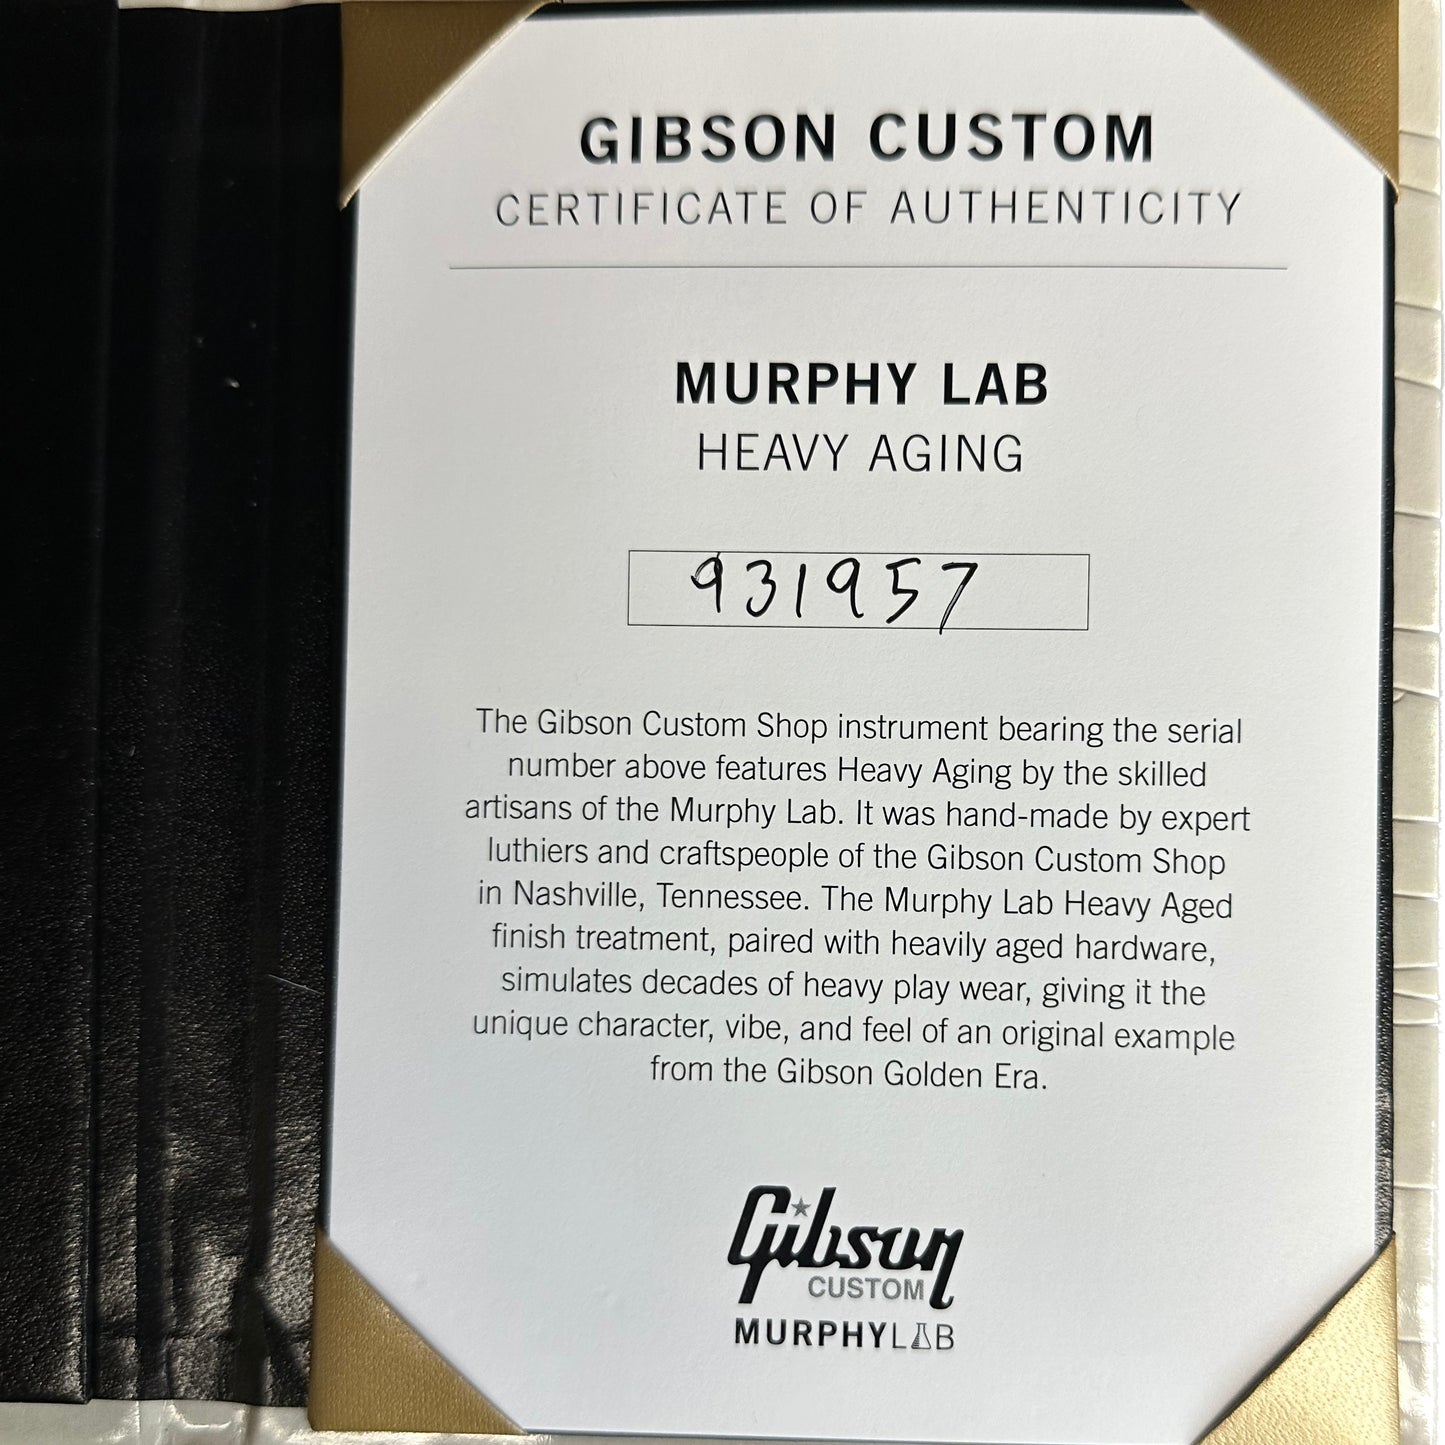 GIBSON CUSTOM
CERTIFICATE OF AUTHENTICITY
MURPHY LAB
HEAVY AGING
931957
The Gibson Custom Shop instrument bearing the serial
number above features Heavy Aging by the skilled
artisans of the Murphy Lab. It was hand-made by expert
luthiers and craftspeople of the Gibson Custom Shop
in Nashville, Tennessee. The Murphy Lab Heavy Aged
finish treatment, paired with heavily aged hardware,
simulates decades of heavy play wear, giving it the
unique character, vibe, and feel of an original example
from the Gibson Golden Era.
Gibson
CUSTOM
MURPHYLAB